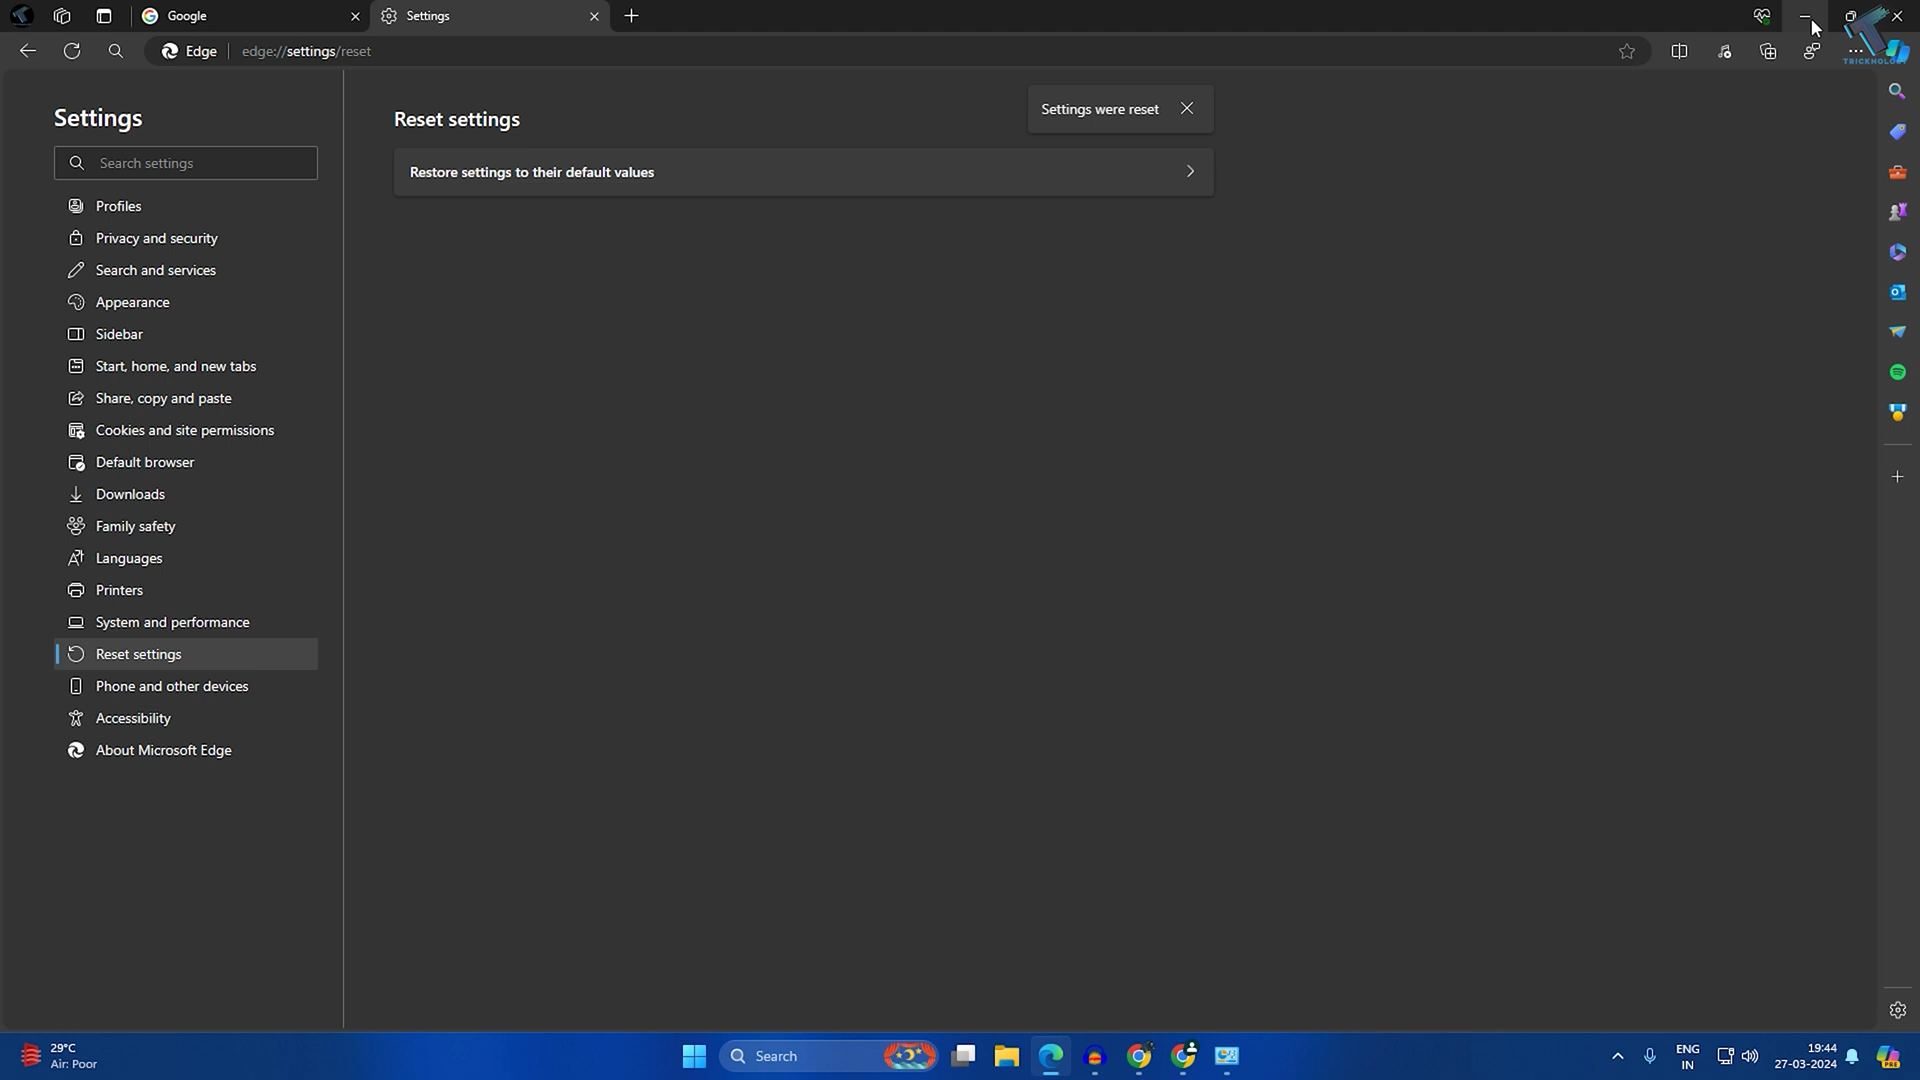 Google
Settings
Edge
edge://settings/reset
TRICKNOLOGY
Settings
Search settings
Profiles
Privacy and security
Search and services
Appearance
Sidebar
Start, home, and new tabs
Share, copy and paste
Cookies and site permissions
Default browser
Downloads
Family safety
Languages
Printers
System and performance
Reset settings
Phone and other devices
Accessibility
About Microsoft Edge
Reset settings
Settings were reset
Restore settings to their default values
29°C
Air: Poor
Search
ENG
IN
19:44
27-03-2024
PRE